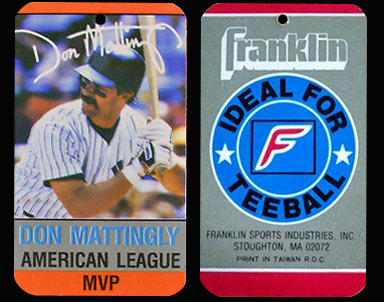 Don Mattingly
DON MATTINGLY
AMERICAN LEAGUE
MVP
Franklin
IDEAL FOR
F
TEEBALL
FRANKLIN SPORTS INDUSTRIES, INC.
STOUGHTON, MA 02072
PRINT IN TAIWAN R.O.C